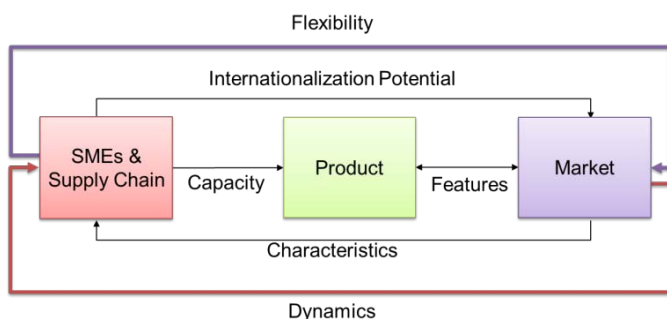 Flexibility
Internationalization Potential
SMEs &
Supply Chain
Capacity
Product
Features
Market
Characteristics
Dynamics